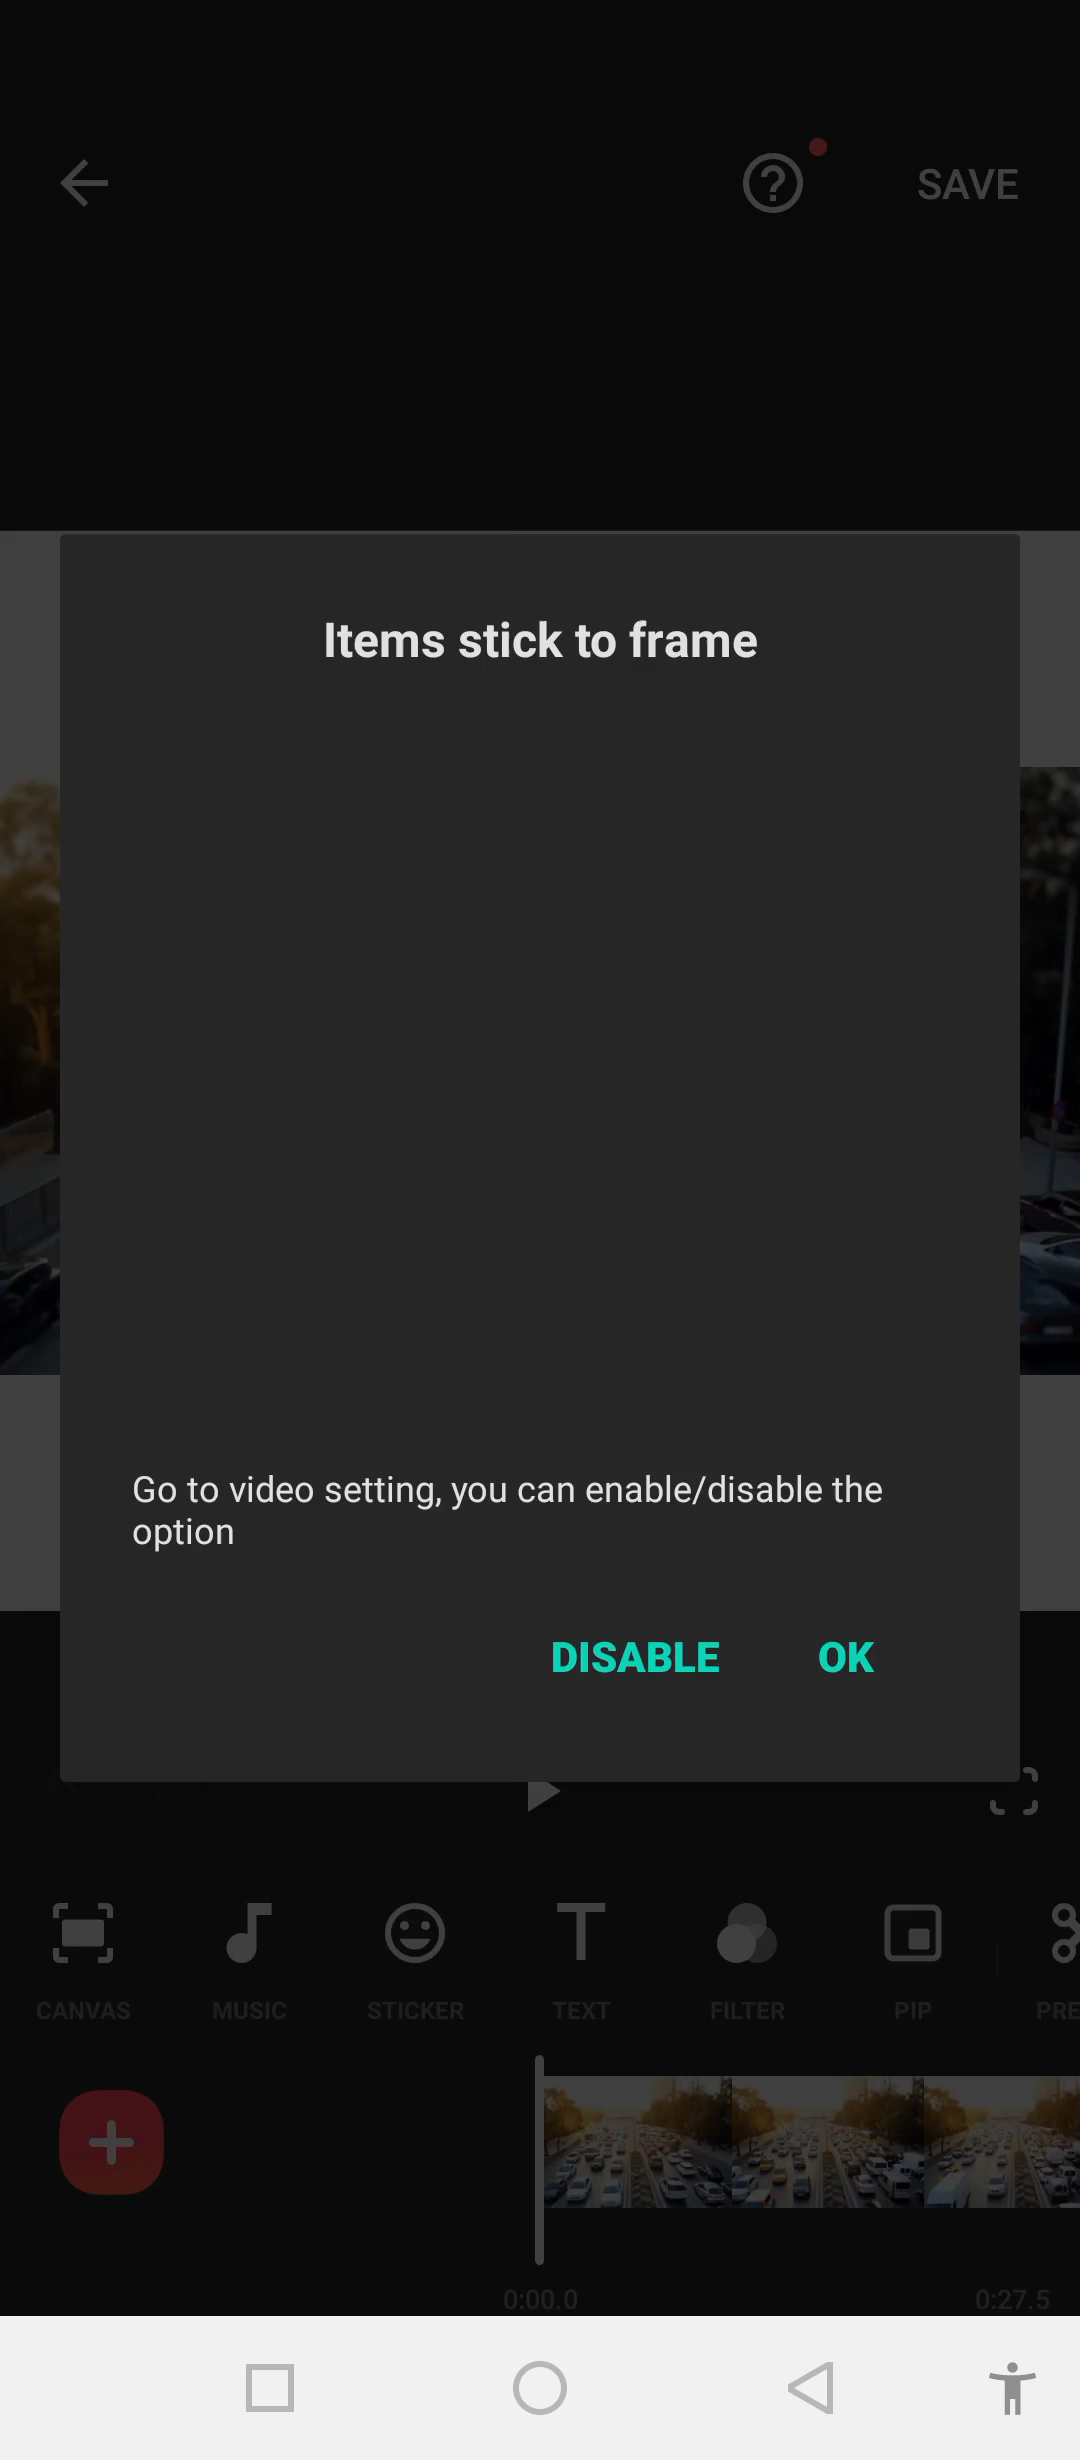 SAVE
Items stick to frame
Go to video setting, you can enable/disable the
option
DISABLE OK
CANVAS MUSIC STICKER TEXT FILTER PIP PRE
0:00.0 0:27.5